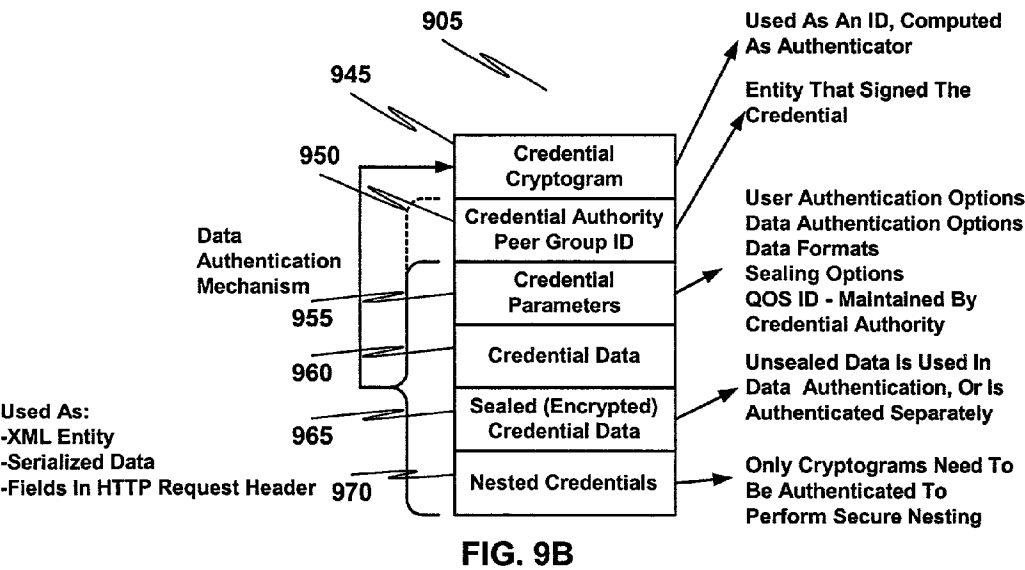 905
Used As An ID, Computed
As Authenticator
945
Entity That Signed The
Credential
950
Credential
Cryptogram
Credential Authority
Peer Group ID
User Authentication Options
Data Authentication Options
Data Formats
Sealing Options
QOS ID - Maintained By
Credential Authority
Data
Authentication
Mechanism
955
Credential
Parameters
960
Credential Data
Unsealed Data Is Used In
Data Authentication, Or Is
Authenticated Separately
Used As:
-XML Entity
-Serialized Data
-Fields In HTTP Request Header
965
Sealed (Encrypted)
Credential Data
970
Nested Credentials
Only Cryptograms Need To
Be Authenticated To
Perform Secure Nesting
FIG. 9B